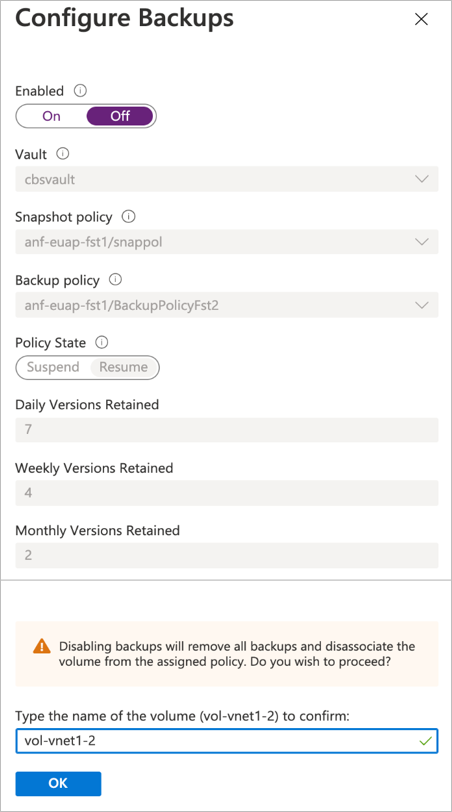 Configure Backups
Enabled
On Off
Vault
cbsvault
Snapshot policy
anf-euap-fst1/snappol
Backup policy
anf-euap-fst1/BackupPolicyFst2
Policy State
Suspend Resume
Daily Versions Retained
7
Weekly Versions Retained
4
Monthly Versions Retained
2
Disabling backups will remove all backups and disassociate the
volume from the assigned policy. Do you wish to proceed?
Type the name of the volume (vol-vnet1-2) to confirm:
vol-vnet1-2
OK